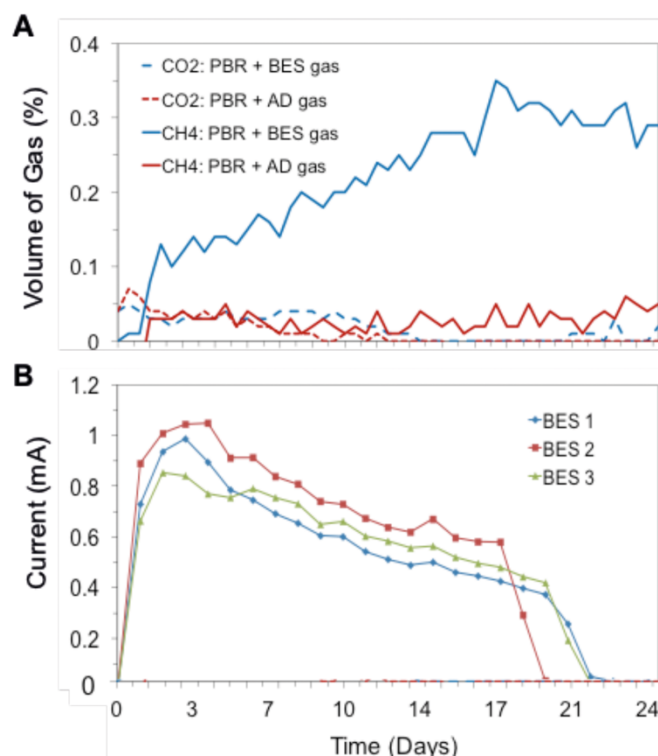 A
0.4
0.3
0.2
0.1
0
Volume of Gas (%)
CO2: PBR + BES gas
CO2: PBR + AD gas
CH4: PBR + BES gas
CH4: PBR + AD gas
B
1.2
1
0.8
0.6
0.4
0.2
0
Current (mA)
BES 1
BES 2
BES 3
0 3 7 10 14 17 21 24
Time (Days)